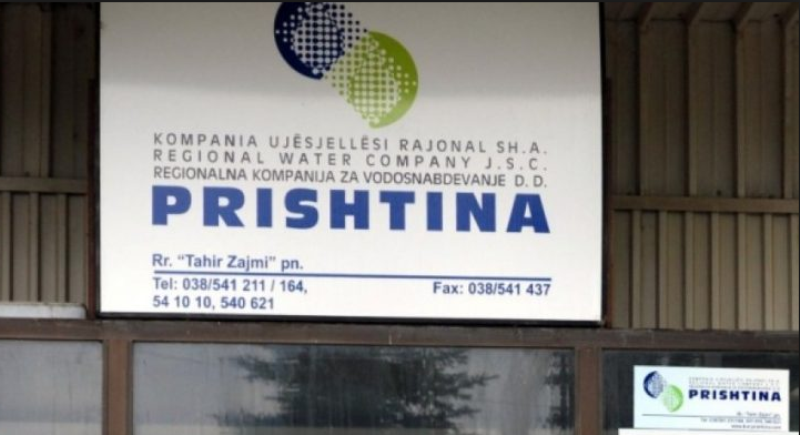 KOMPANIA UJËSJELLËSI RAJONAL SH.A.
REGIONAL WATER COMPANY J.S.C.
REGIONALNA KOMPANIJA ZA VODOSNABDEVANJE D. D.
PRISHTINA
Rr. “Tahir Zajmi” pn.
Tel: 038/541 211 / 164, Fax: 038/541 437
54 10 10, 540 621
PRISHTINA